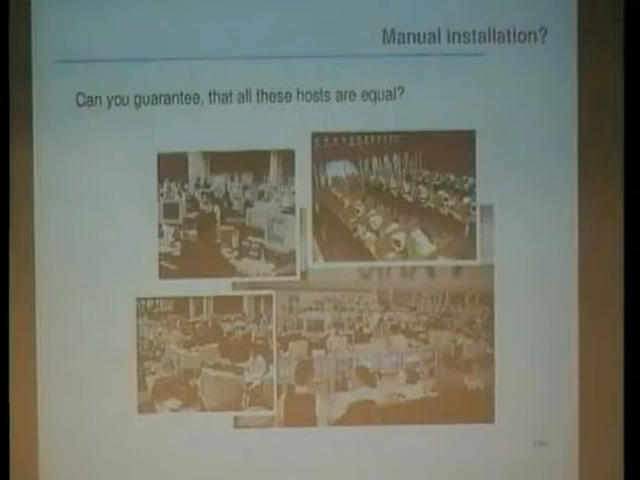 Manual installation?
Can you guarantee, that all these hosts are equal?